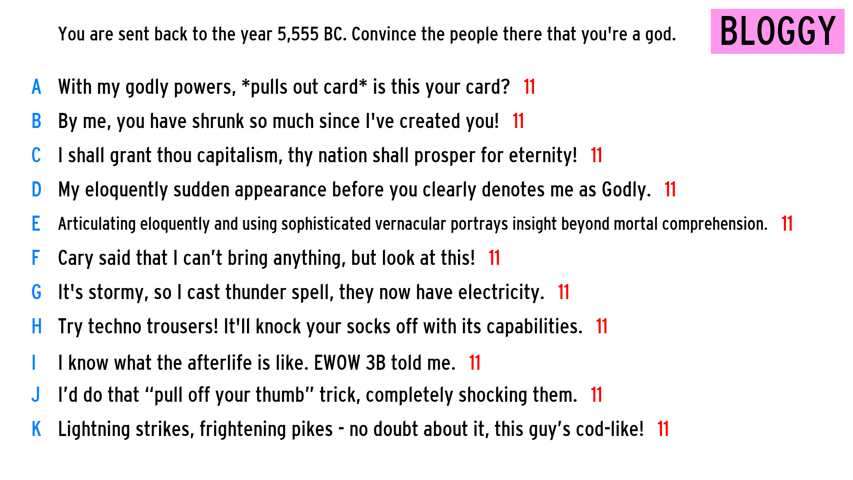 You are sent back to the year 5,555 BC. Convince the people there that you're a god.
BLOGGY
A With my godly powers, *pulls out card* is this your card? 11
B By me, you have shrunk so much since I've created you! 11
C I shall grant thou capitalism, thy nation shall prosper for eternity! 11
D My eloquently sudden appearance before you clearly denotes me as Godly. 11
E Articulating eloquently and using sophisticated vernacular portrays insight beyond mortal comprehension. 11
F Cary said that I can’t bring anything, but look at this! 11
G It's stormy, so I cast thunder spell, they now have electricity. 11
H Try techno trousers! It'll knock your socks off with its capabilities. 11
I I know what the afterlife is like. EWOW 3B told me. 11
J I’d do that “pull off your thumb” trick, completely shocking them. 11
K Lightning strikes, frightening pikes - no doubt about it, this guy’s cod-like! 11